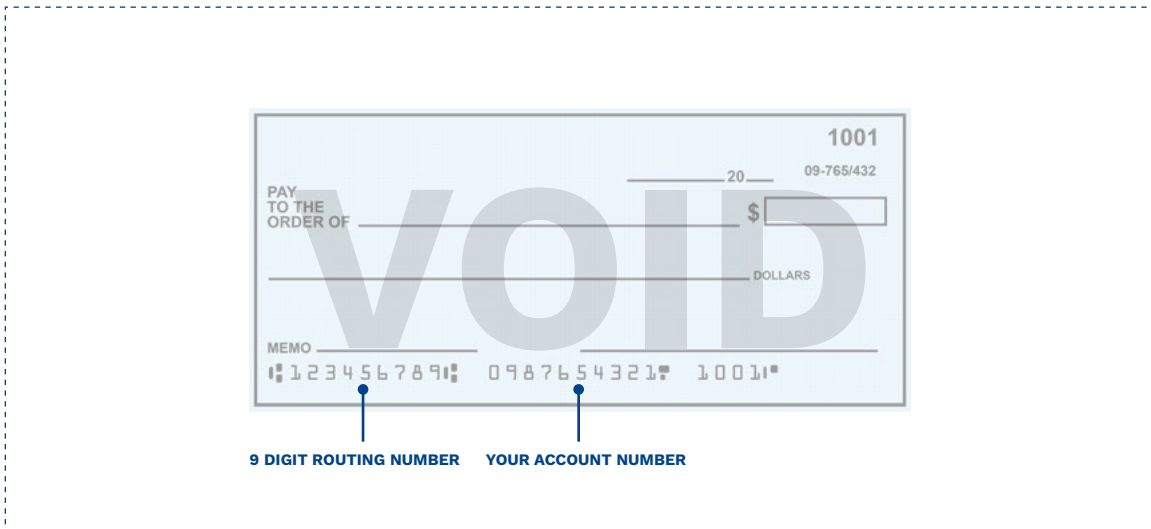 1001
09-765/432
20
PAY
TO THE
ORDER OF
$
VOID
DOLLARS
MEMO
⑆123456789⑆ 0987654321⑈ 1001⑈
9 DIGIT ROUTING NUMBER YOUR ACCOUNT NUMBER